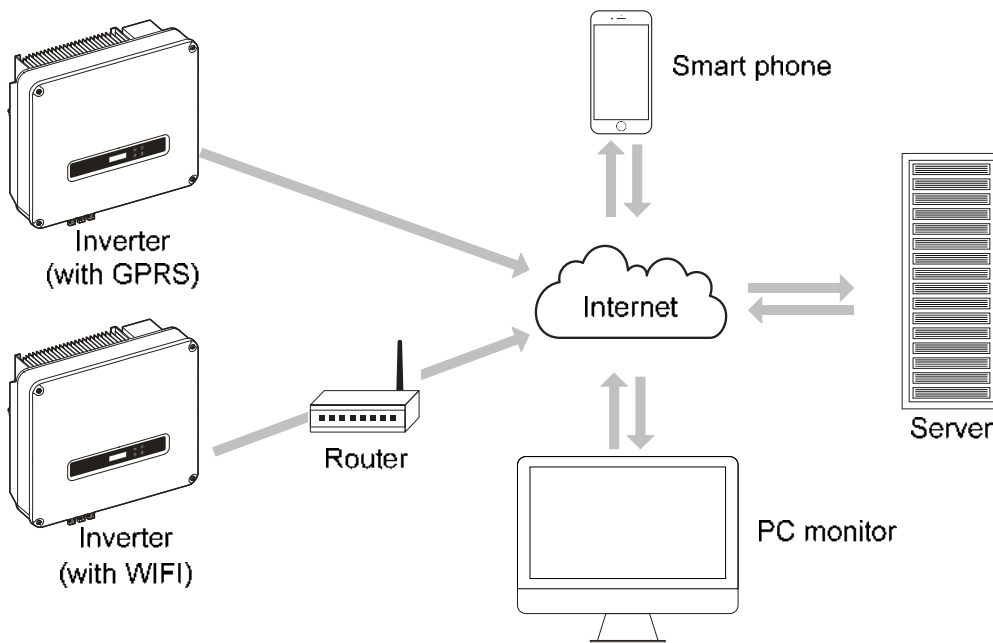 Smart phone
Inverter
(with GPRS)
Internet
Server
Router
Inverter
(with WIFI)
PC monitor